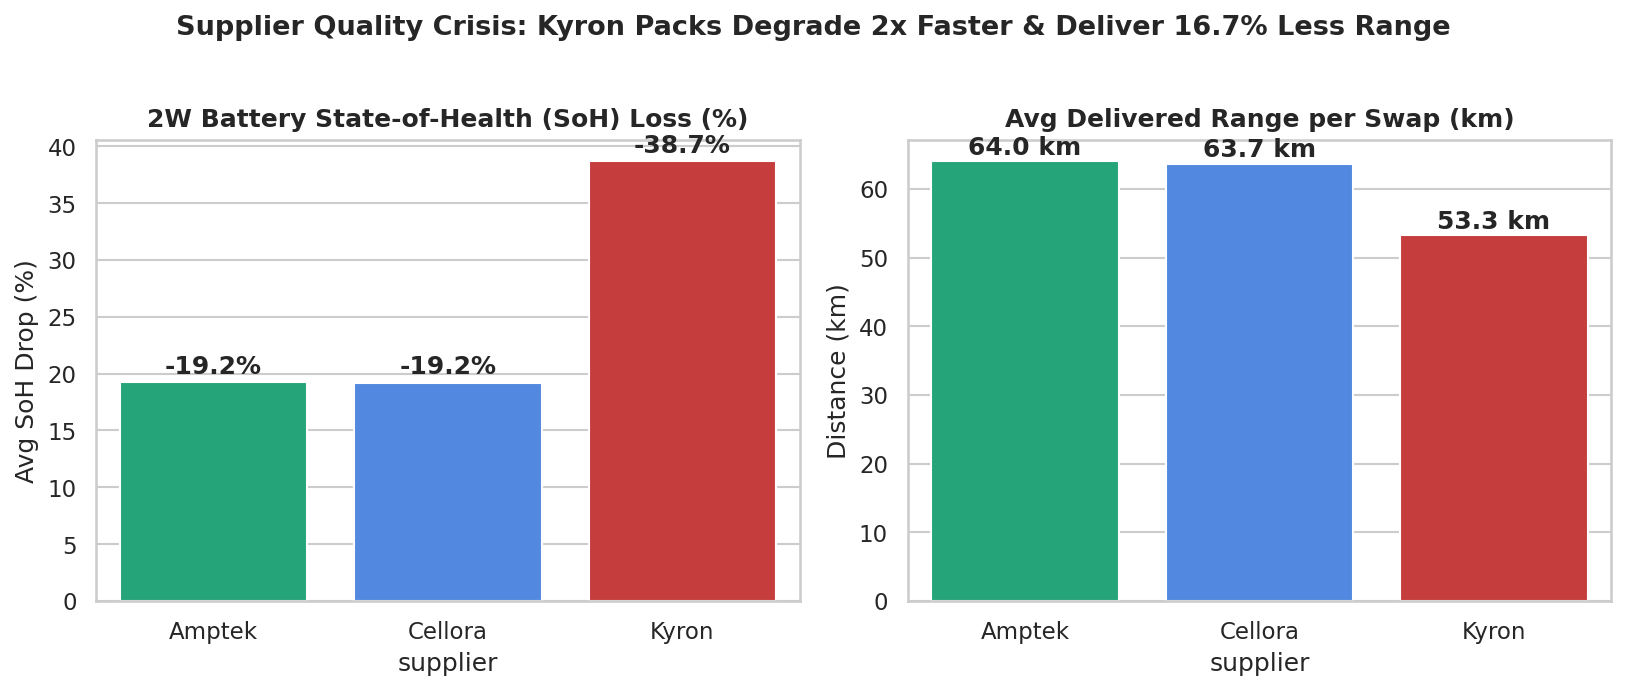 Supplier Quality Crisis: Kyron Packs Degrade 2x Faster & Deliver 16.7% Less Range
2W Battery State-of-Health (SoH) Loss (%)
Avg SoH Drop (%)
40
35
30
25
20
15
10
5
0
-19.2%
-19.2%
-38.7%
Amptek
Cellora
Kyron
supplier
Avg Delivered Range per Swap (km)
Distance (km)
60
50
40
30
20
10
0
64.0 km
63.7 km
53.3 km
Amptek
Cellora
Kyron
supplier